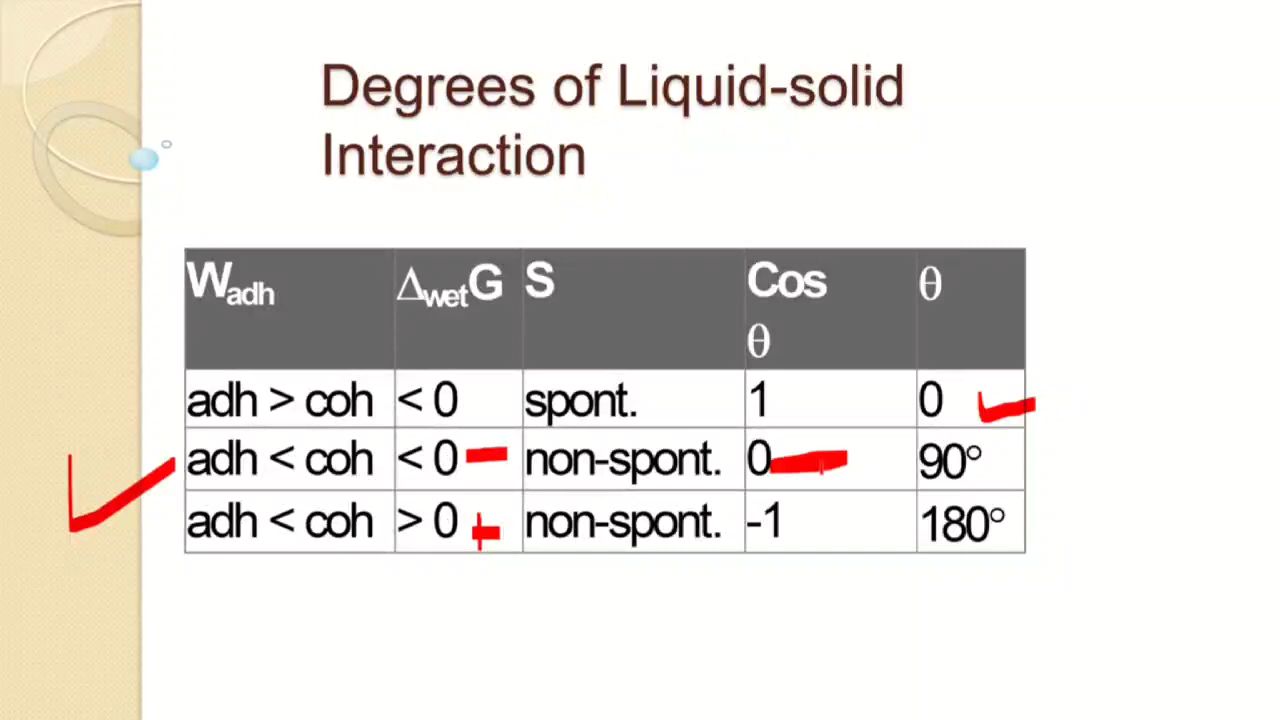 Degrees of Liquid-solid
Interaction
Wadh ΔwetG S Cos θ θ
adh > coh < 0 spont. 1 0
adh < coh < 0 non-spont. 0 90°
adh < coh > 0 non-spont. -1 180°